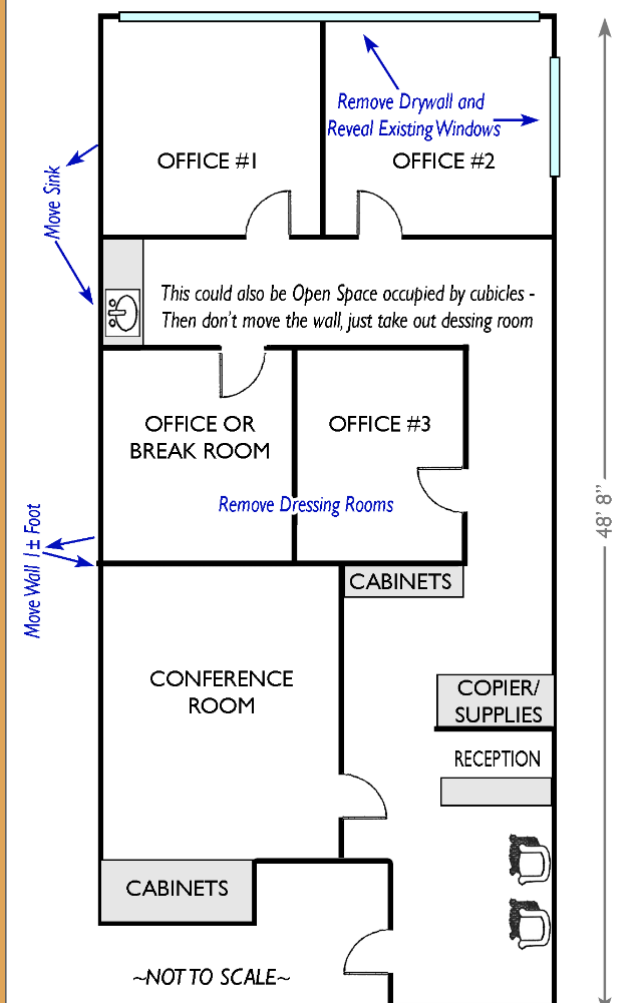 Remove Drywall and
Reveal Existing Windows
OFFICE #1
OFFICE #2
Move Sink
This could also be Open Space occupied by cubicles -
Then don't move the wall, just take out dessing room
OFFICE OR
BREAK ROOM
OFFICE #3
Remove Dressing Rooms
48' 8"
Move Wall 1± Foot
CABINETS
CONFERENCE
ROOM
COPIER/
SUPPLIES
RECEPTION
CABINETS
~NOT TO SCALE~